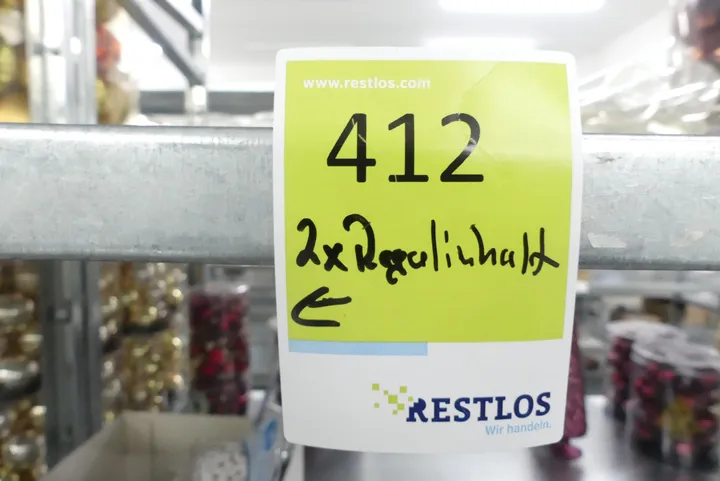 www.restlos.com
412
2x Regalinhalt
←
RESTLOS
Wir handeln.